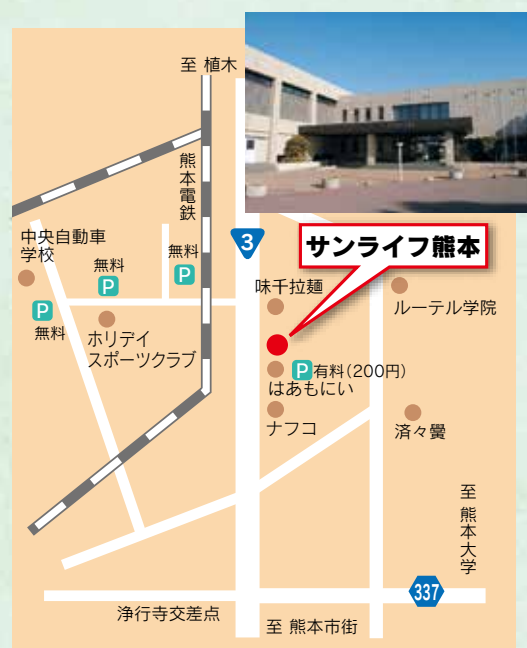 至 植木
熊本電鉄
3
サンライフ熊本
中央自動車
学校
無料
P
無料
P
P
無料
味千拉麺
ルーテル学院
ホリデイ
スポーツクラブ
P 有料(200円)
はあもにい
ナフコ
済々黌
至 熊本大学
337
浄行寺交差点
至 熊本市街